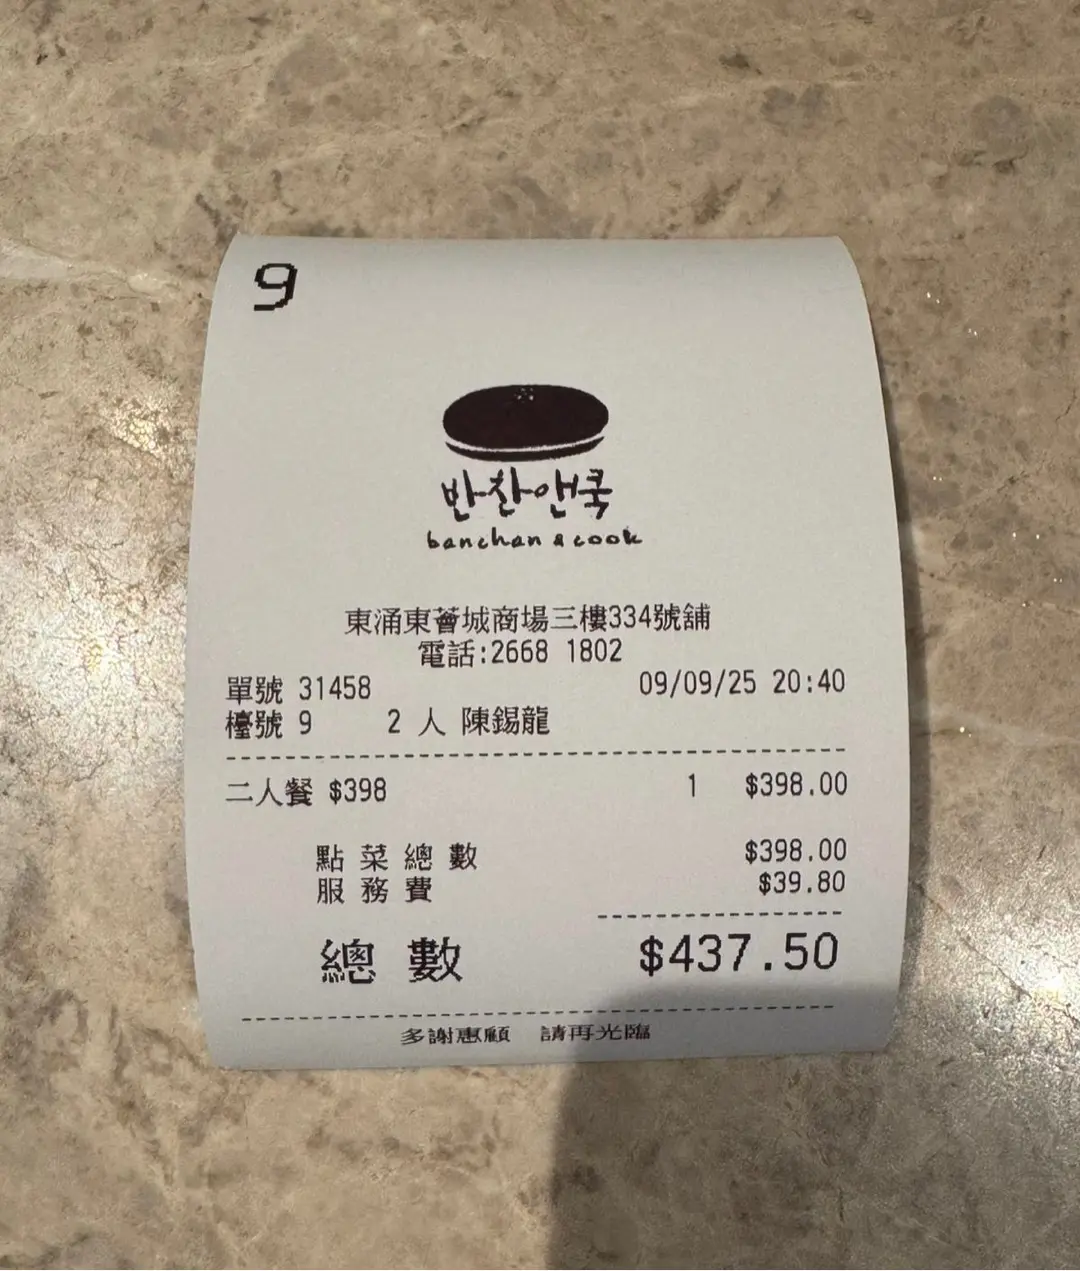 9
반찬앤쿡
banchan & cook
東涌東薈城商場三樓334號舖
電話:2668 1802
單號 31458 09/09/25 20:40
檯號 9 2 人 陳錫龍
二人餐 $398 1 $398.00
點菜總數 $398.00
服務費 $39.80
總數 $437.50
多謝惠顧 請再光臨